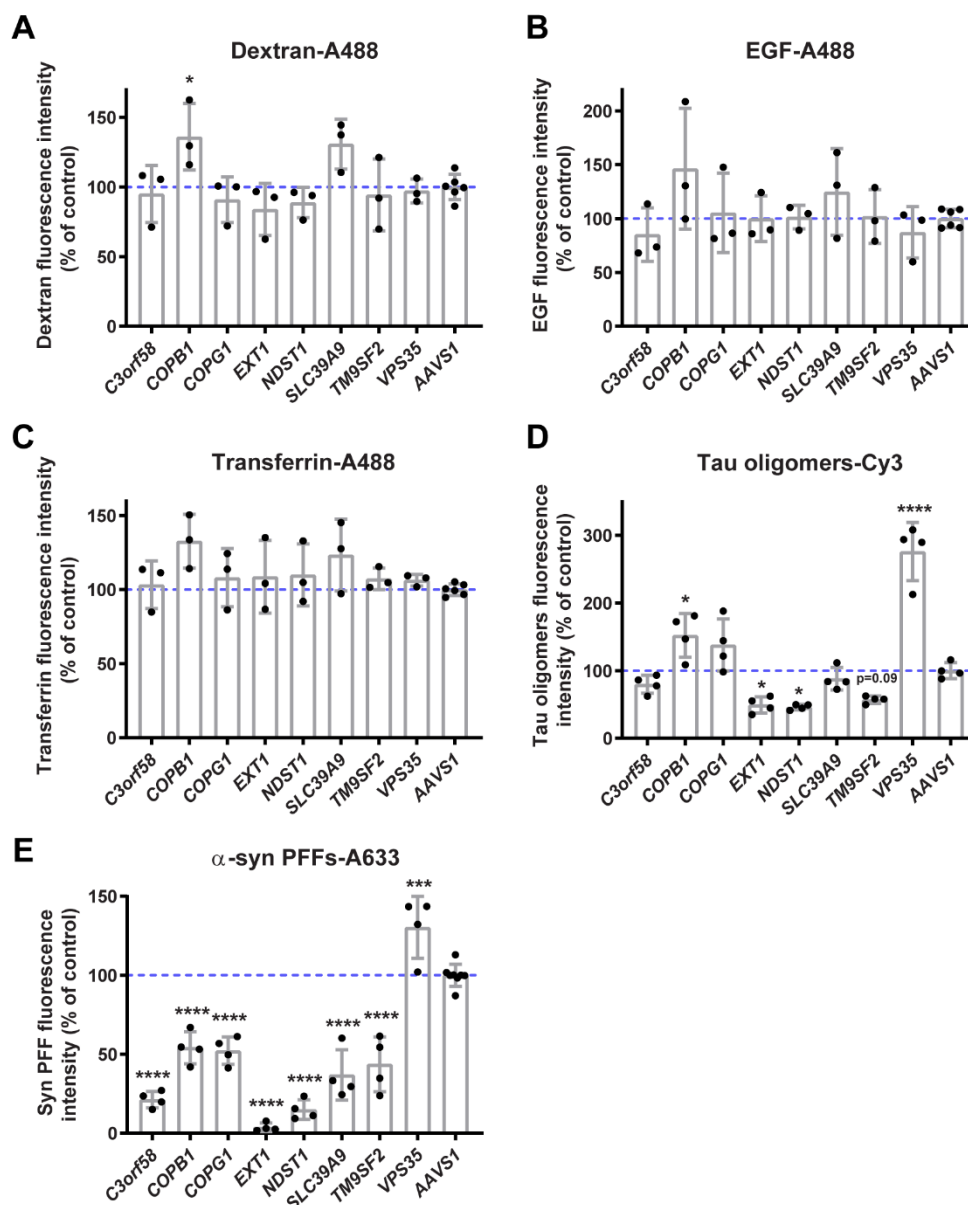 A
Dextran-A488
Dextran fluorescence intensity
(% of control)
150
100
50
0
*
C3orf58
COPB1
COPG1
EXT1
NDST1
SLC39A9
TM9SF2
VPS35
AAVS1
B
EGF-A488
EGF fluorescence intensity
(% of control)
200
150
100
50
0
C3orf58
COPB1
COPG1
EXT1
NDST1
SLC39A9
TM9SF2
VPS35
AAVS1
C
Transferrin-A488
Transferrin fluorescence intensity
(% of control)
150
100
50
0
C3orf58
COPB1
COPG1
EXT1
NDST1
SLC39A9
TM9SF2
VPS35
AAVS1
D
Tau oligomers-Cy3
Tau oligomers fluorescence
intensity (% of control)
300
200
100
0
*
*
*
p=0.09
****
C3orf58
COPB1
COPG1
EXT1
NDST1
SLC39A9
TM9SF2
VPS35
AAVS1
E
α-syn PFFs-A633
Syn PFF fluorescence
intensity (% of control)
150
100
50
0
****
****
****
****
****
****
****
***
C3orf58
COPB1
COPG1
EXT1
NDST1
SLC39A9
TM9SF2
VPS35
AAVS1